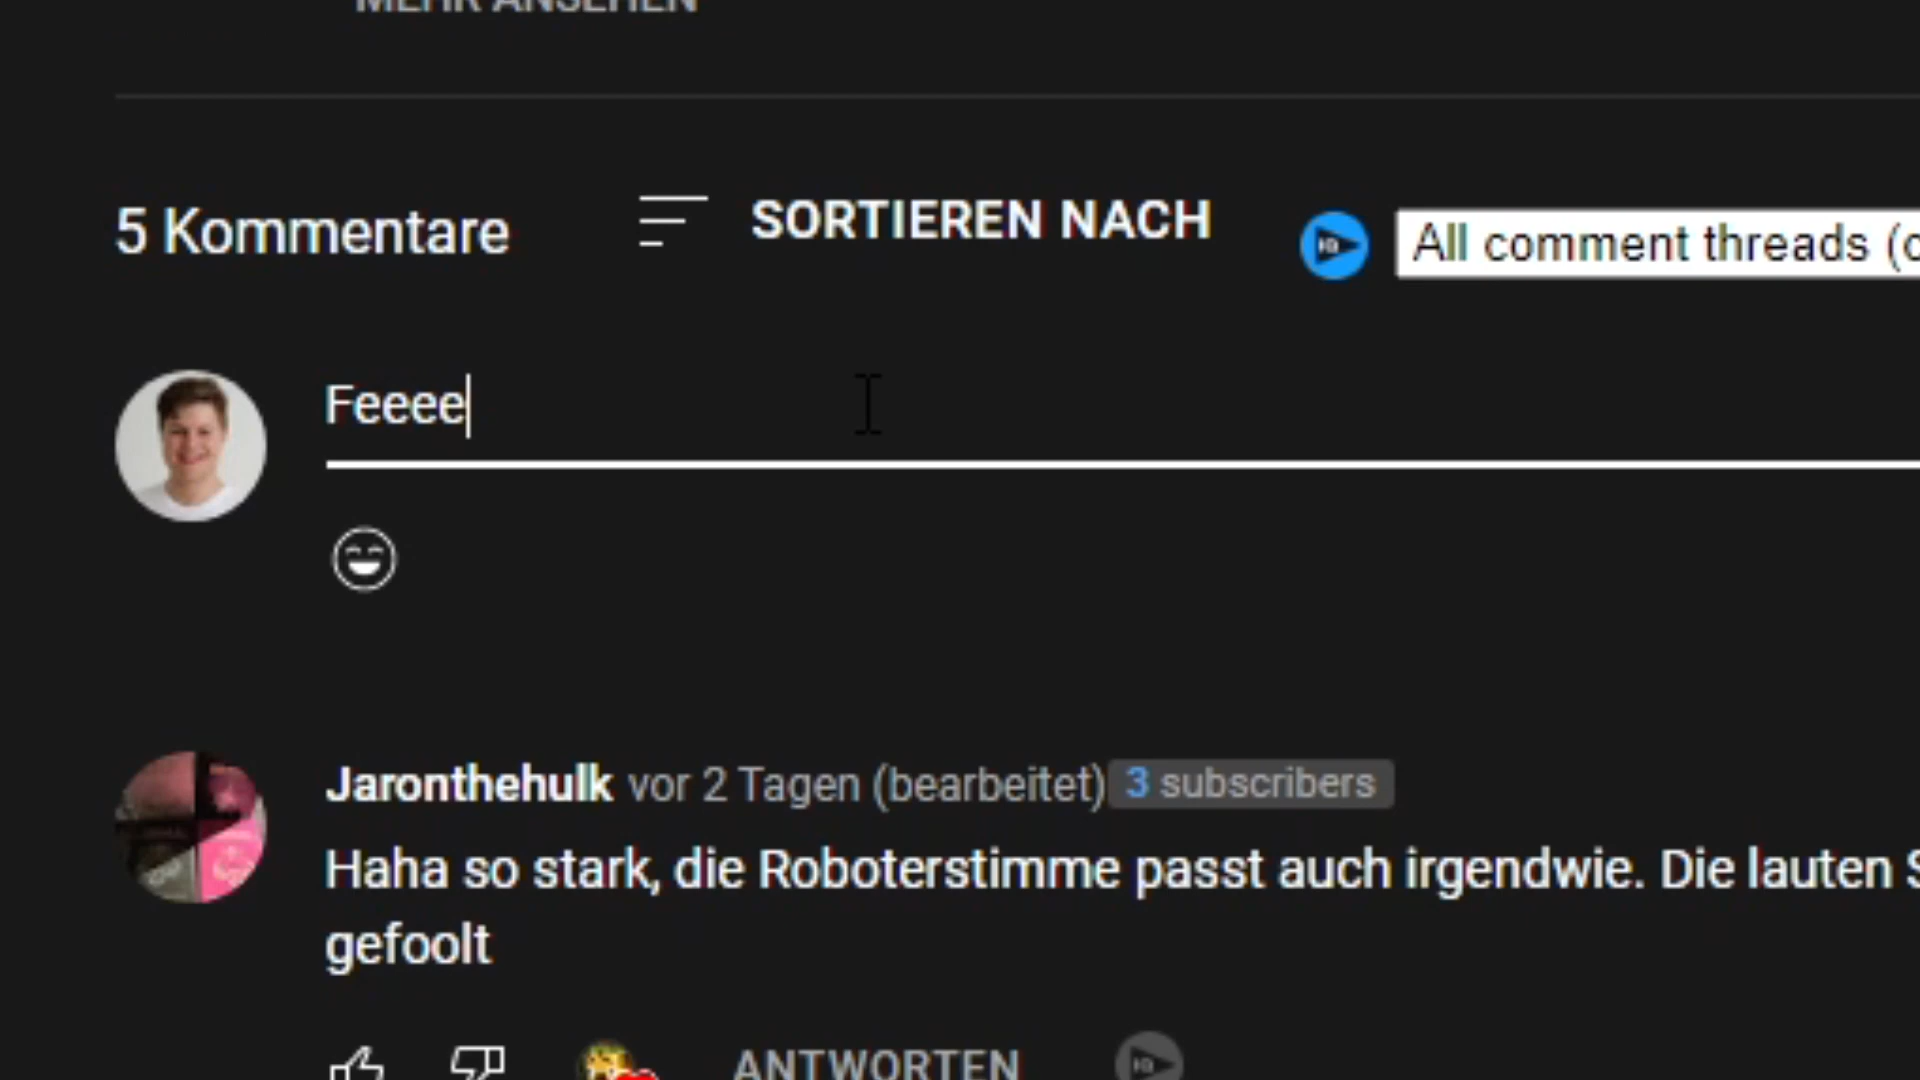 MEHR ANSEHEN
5 Kommentare
SORTIEREN NACH
All comment threads (c
Feeee
Jaronthehulk vor 2 Tagen (bearbeitet) 3 subscribers
Haha so stark, die Roboterstimme passt auch irgendwie. Die lauten S
gefoolt
ANTWORTEN